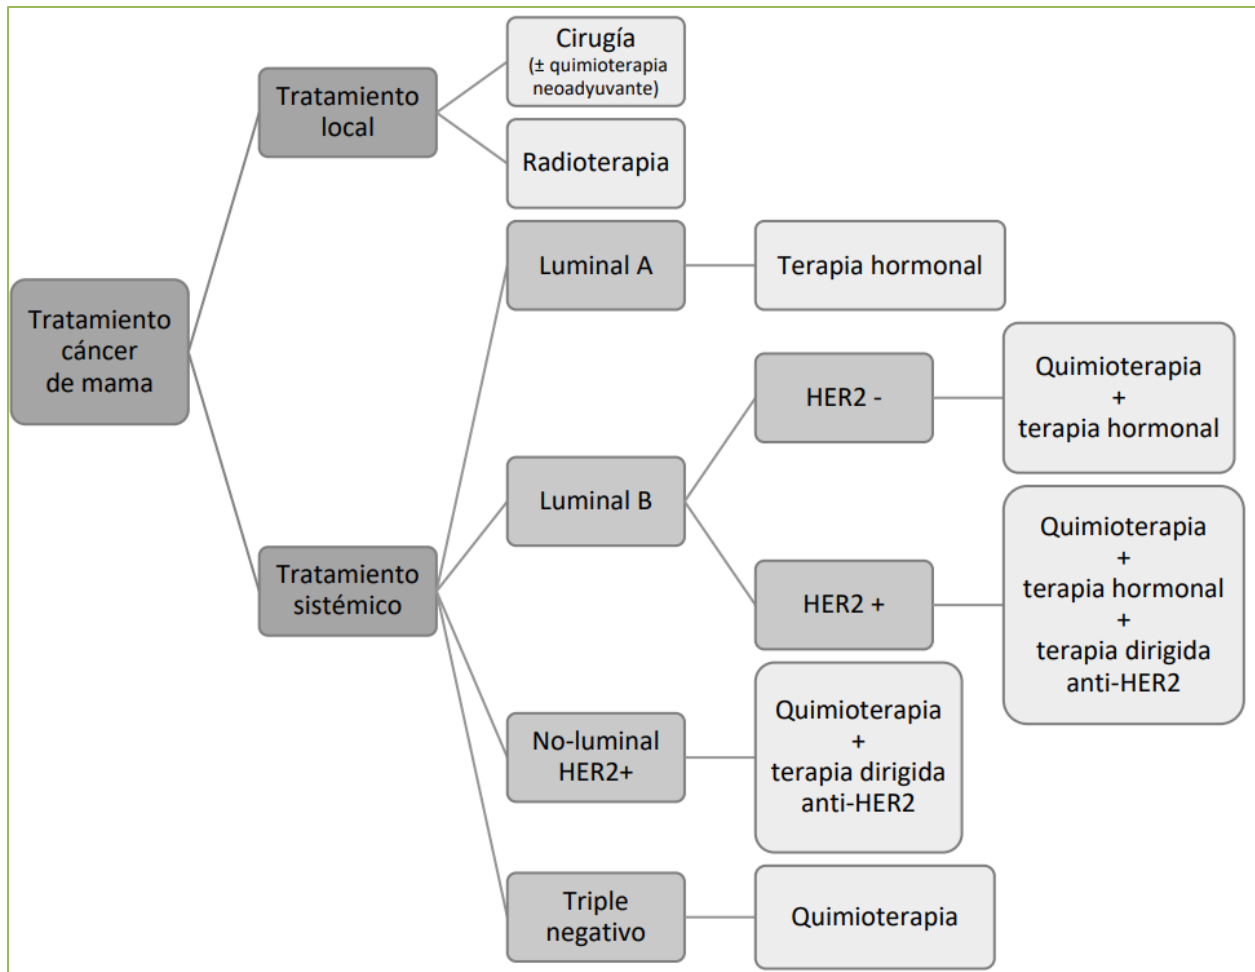 Tratamiento
cáncer
de mama
Tratamiento
local
Cirugía
(± quimioterapia
neoadyuvante)
Radioterapia
Tratamiento
sistémico
Luminal A
Terapia hormonal
Luminal B
HER2 -
Quimioterapia
+
terapia hormonal
HER2 +
Quimioterapia
+
terapia hormonal
+
terapia dirigida
anti-HER2
No-luminal
HER2+
Quimioterapia
+
terapia dirigida
anti-HER2
Triple
negativo
Quimioterapia